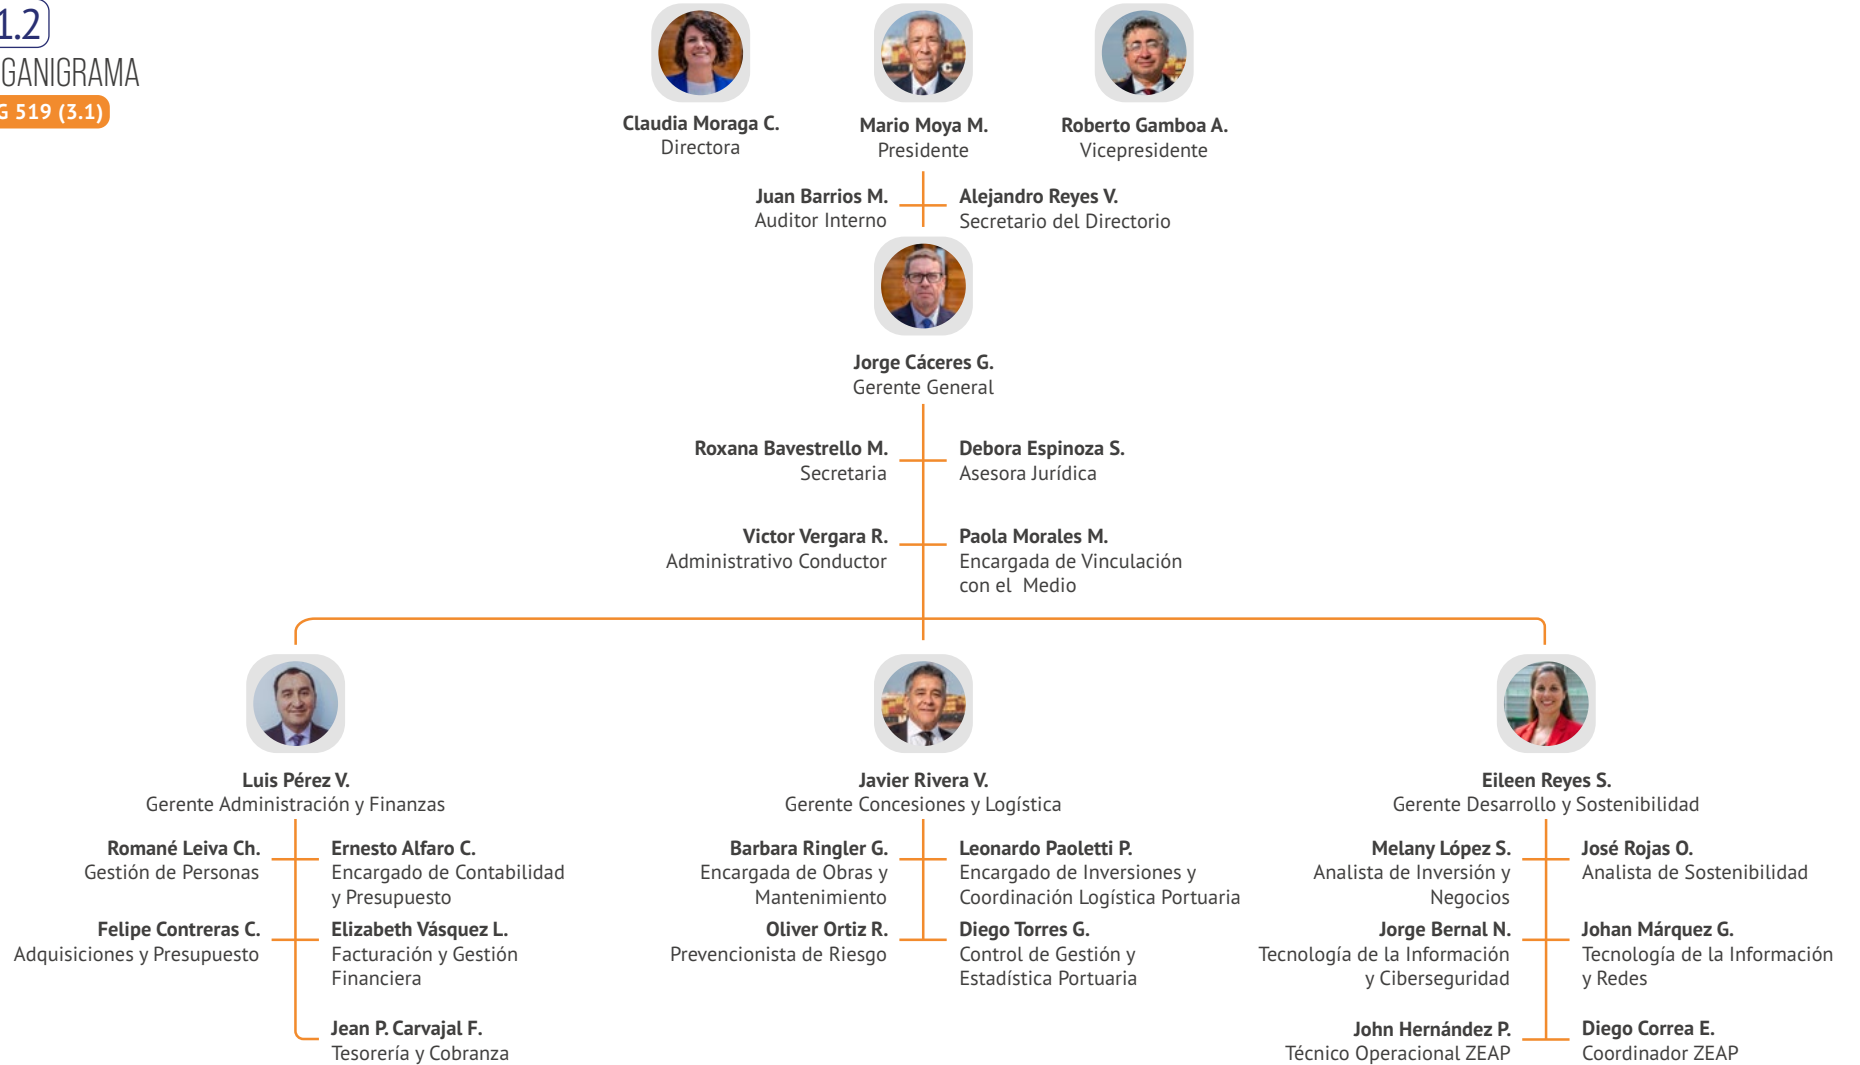 1.2
GANIGRAMA
G 519 (3.1)
Claudia Moraga C.
Directora
Mario Moya M.
Presidente
Roberto Gamboa A.
Vicepresidente
Juan Barrios M.
Auditor Interno
Alejandro Reyes V.
Secretario del Directorio
Jorge Cáceres G.
Gerente General
Roxana Bavestrello M.
Secretaria
Debora Espinoza S.
Asesora Jurídica
Victor Vergara R.
Administrativo Conductor
Paola Morales M.
Encargada de Vinculación
con el Medio
Luis Pérez V.
Gerente Administración y Finanzas
Romané Leiva Ch.
Gestión de Personas
Ernesto Alfaro C.
Encargado de Contabilidad
y Presupuesto
Felipe Contreras C.
Adquisiciones y Presupuesto
Elizabeth Vásquez L.
Facturación y Gestión
Financiera
Jean P. Carvajal F.
Tesorería y Cobranza
Javier Rivera V.
Gerente Concesiones y Logística
Barbara Ringler G.
Encargada de Obras y
Mantenimiento
Leonardo Paoletti P.
Encargado de Inversiones y
Coordinación Logística Portuaria
Oliver Ortiz R.
Prevencionista de Riesgo
Diego Torres G.
Control de Gestión y
Estadística Portuaria
Eileen Reyes S.
Gerente Desarrollo y Sostenibilidad
Melany López S.
Analista de Inversión y
Negocios
José Rojas O.
Analista de Sostenibilidad
Jorge Bernal N.
Tecnología de la Información
y Ciberseguridad
Johan Márquez G.
Tecnología de la Información
y Redes
John Hernández P.
Técnico Operacional ZEAP
Diego Correa E.
Coordinador ZEAP